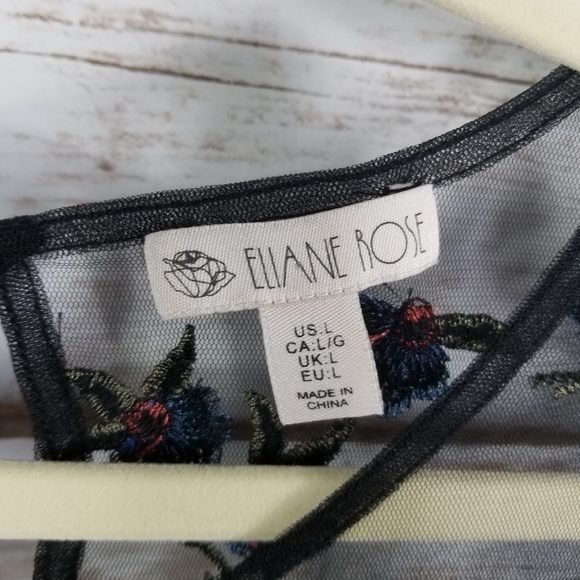 ELIANE ROSE
US:L
CA:L/G
UK:L
EU:L
MADE IN
CHINA